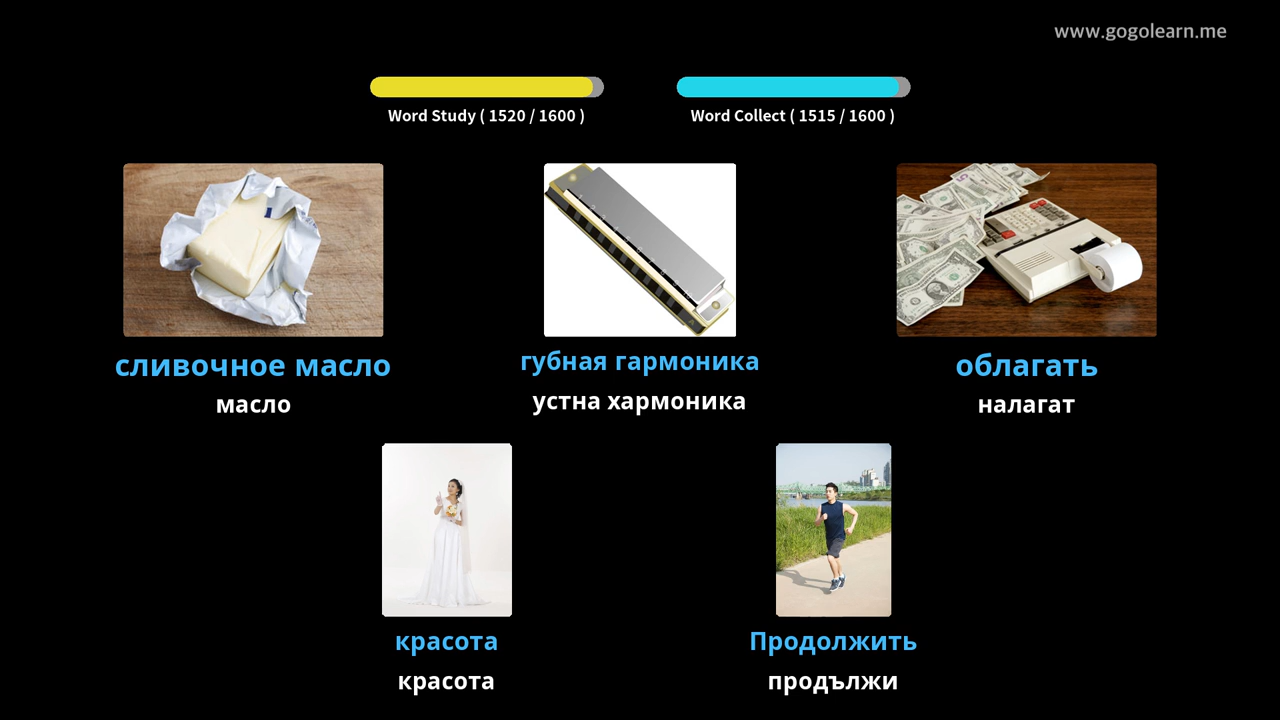 www.gogolearn.me
Word Study ( 1520 / 1600 )
Word Collect ( 1515 / 1600 )
сливочное масло
масло
губная гармоника
устна хармоника
облагать
налагат
красота
красота
Продолжить
продължи